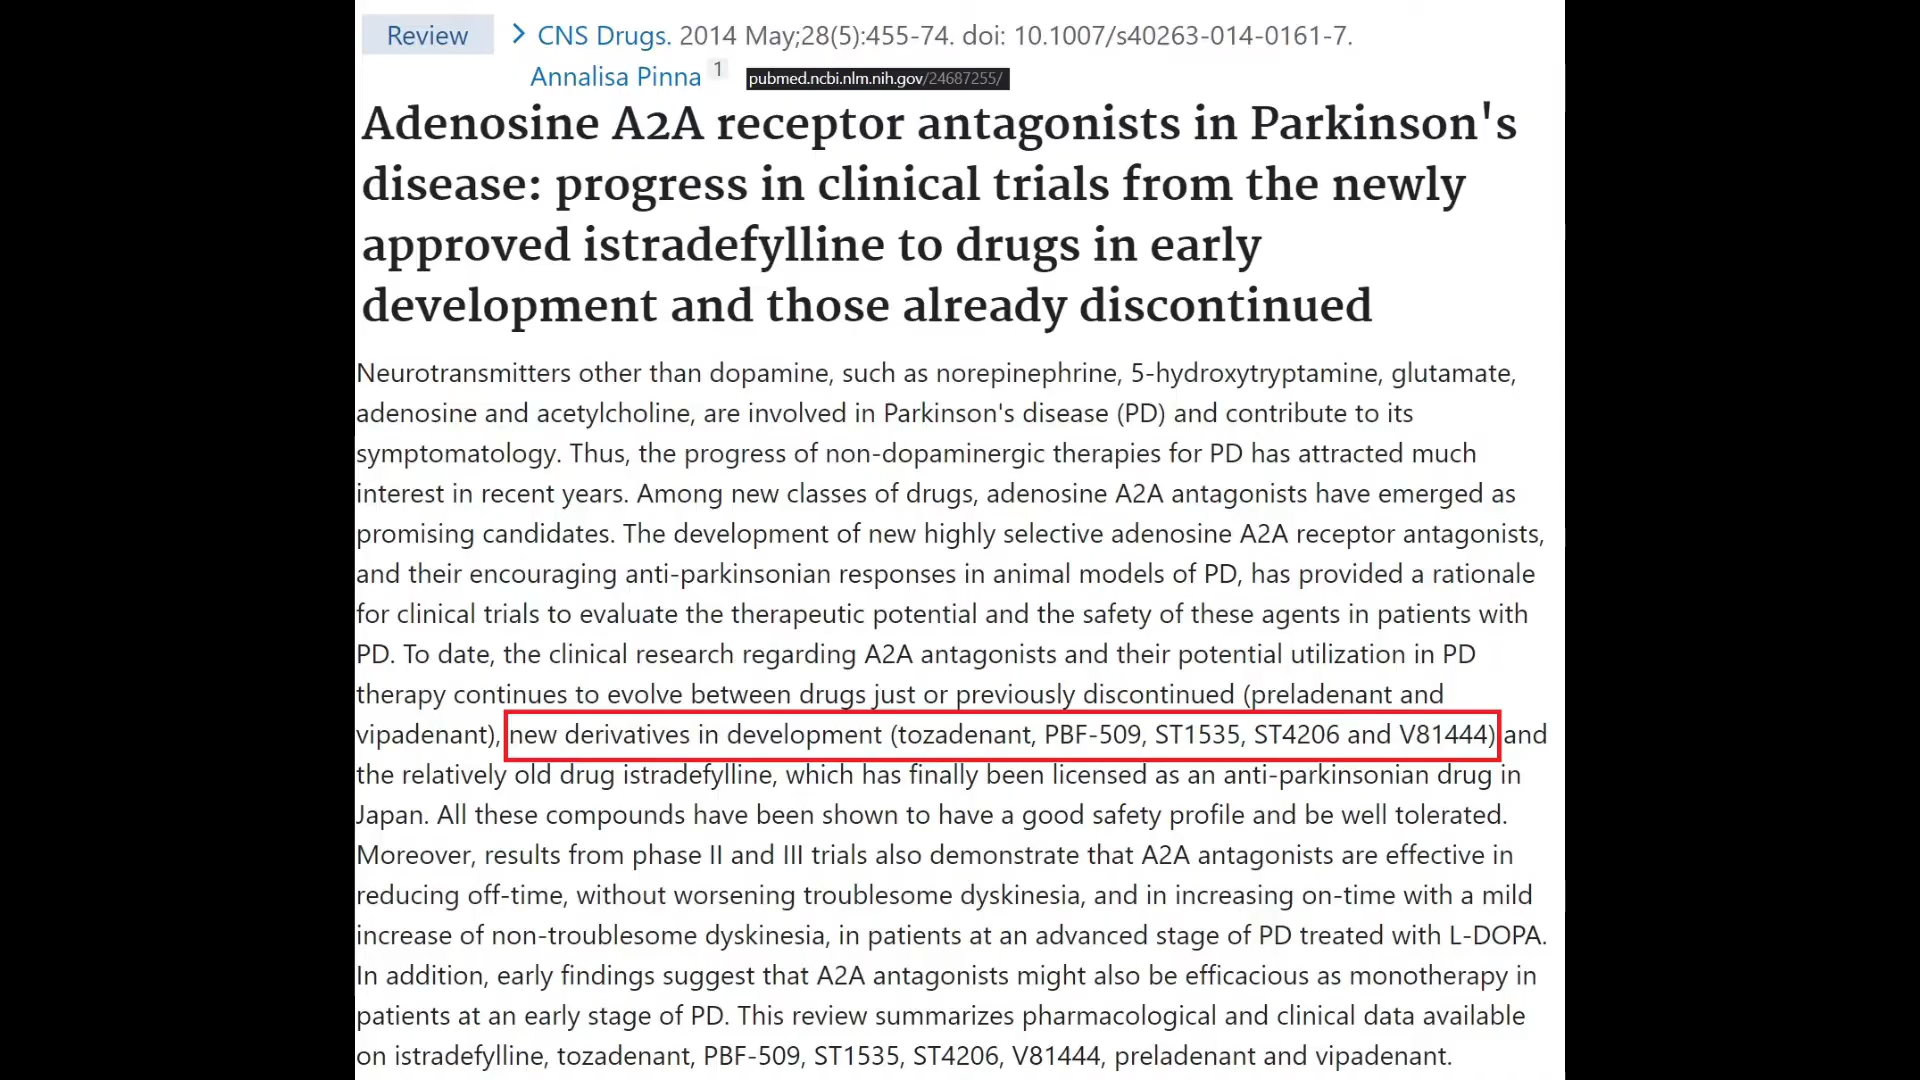 Review > CNS Drugs. 2014 May;28(5):455-74. doi: 10.1007/s40263-014-0161-7.
Annalisa Pinna 1 pubmed.ncbi.nlm.nih.gov/24687255/
Adenosine A2A receptor antagonists in Parkinson's
disease: progress in clinical trials from the newly
approved istradefylline to drugs in early
development and those already discontinued
Neurotransmitters other than dopamine, such as norepinephrine, 5-hydroxytryptamine, glutamate,
adenosine and acetylcholine, are involved in Parkinson's disease (PD) and contribute to its
symptomatology. Thus, the progress of non-dopaminergic therapies for PD has attracted much
interest in recent years. Among new classes of drugs, adenosine A2A antagonists have emerged as
promising candidates. The development of new highly selective adenosine A2A receptor antagonists,
and their encouraging anti-parkinsonian responses in animal models of PD, has provided a rationale
for clinical trials to evaluate the therapeutic potential and the safety of these agents in patients with
PD. To date, the clinical research regarding A2A antagonists and their potential utilization in PD
therapy continues to evolve between drugs just or previously discontinued (preladenant and
vipadenant), new derivatives in development (tozadenant, PBF-509, ST1535, ST4206 and V81444) and
the relatively old drug istradefylline, which has finally been licensed as an anti-parkinsonian drug in
Japan. All these compounds have been shown to have a good safety profile and be well tolerated.
Moreover, results from phase II and III trials also demonstrate that A2A antagonists are effective in
reducing off-time, without worsening troublesome dyskinesia, and in increasing on-time with a mild
increase of non-troublesome dyskinesia, in patients at an advanced stage of PD treated with L-DOPA.
In addition, early findings suggest that A2A antagonists might also be efficacious as monotherapy in
patients at an early stage of PD. This review summarizes pharmacological and clinical data available
on istradefylline, tozadenant, PBF-509, ST1535, ST4206, V81444, preladenant and vipadenant.